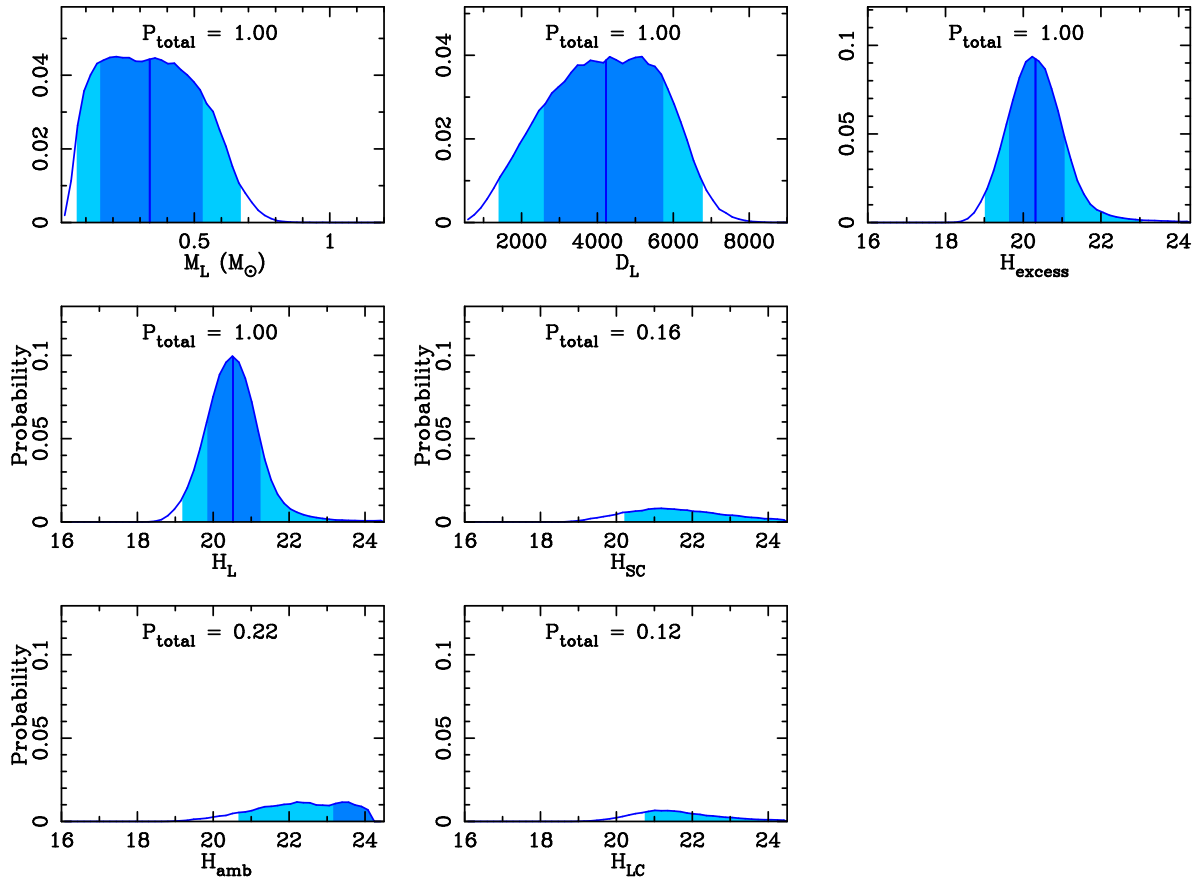 P_total = 1.00
P_total = 1.00
P_total = 1.00
0 0.02 0.04
0 0.02 0.04
0 0.05 0.1
0.5 1
2000 4000 6000 8000
16 18 20 22 24
M_L (M_⊙)
D_L
H_excess
P_total = 1.00
P_total = 0.16
Probability
0 0.05 0.1
Probability
0 0.05 0.1
16 18 20 22 24
16 18 20 22 24
H_L
H_SC
P_total = 0.22
P_total = 0.12
Probability
0 0.05 0.1
0 0.05 0.1
16 18 20 22 24
16 18 20 22 24
H_amb
H_LC